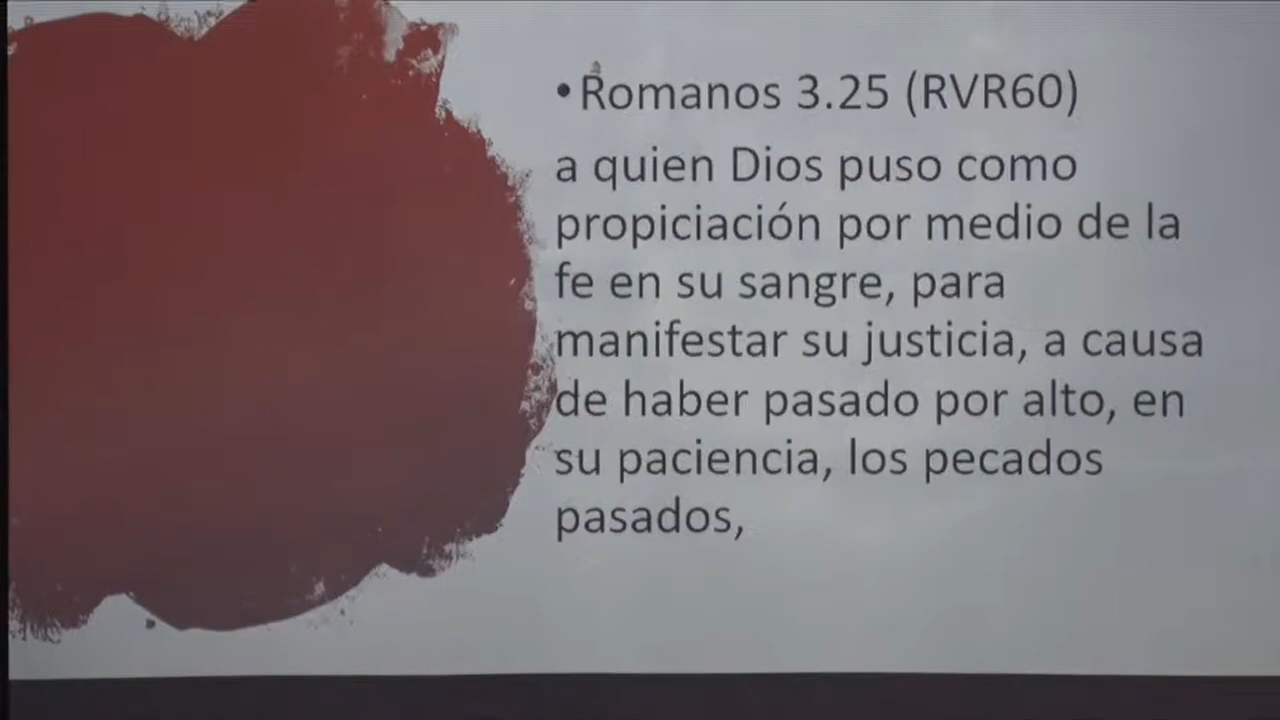 • Romanos 3.25 (RVR60)
a quien Dios puso como
propiciación por medio de la
fe en su sangre, para
manifestar su justicia, a causa
de haber pasado por alto, en
su paciencia, los pecados
pasados,